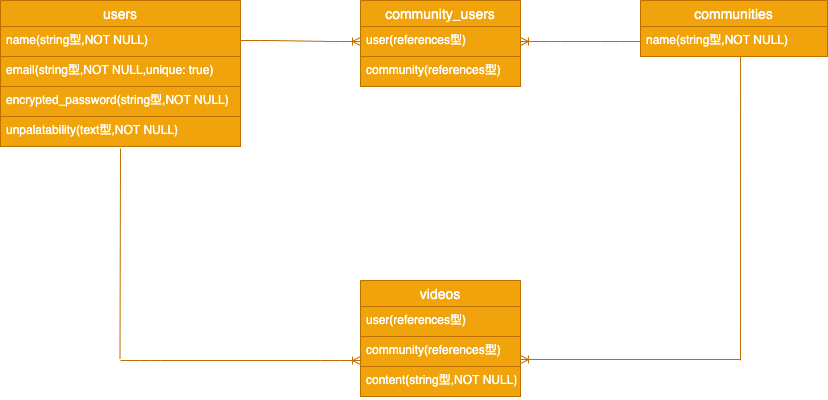 users
name(string型,NOT NULL)
email(string型,NOT NULL,unique: true)
encrypted_password(string型,NOT NULL)
unpalatability(text型,NOT NULL)
community_users
user(references型)
community(references型)
communities
name(string型,NOT NULL)
videos
user(references型)
community(references型)
content(string型,NOT NULL)